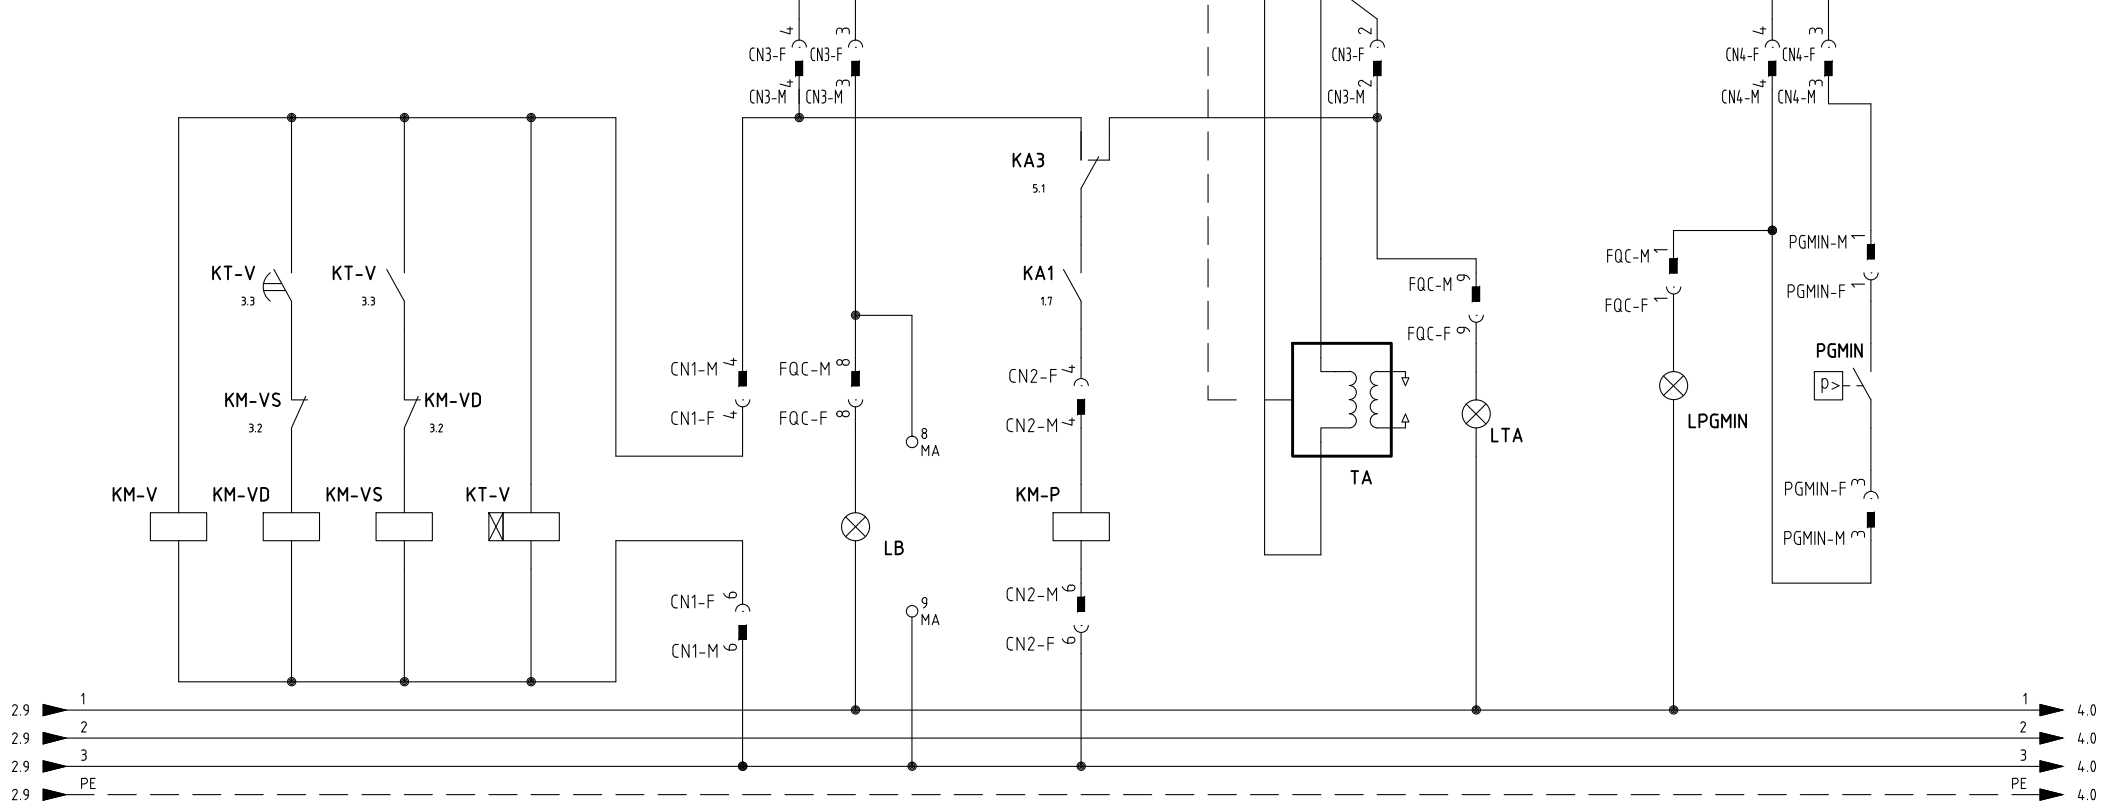 4 3 2 4 3
CN3-F CN3-F CN3-F CN4-F CN4-F
4 3 2 4 3
CN3-M CN3-M CN3-M CN4-M CN4-M
KA3
5.1
PGMIN-M 1
FQC-M 1
KT-V KT-V KA1
3.3 3.3 1.7
FQC-M 9
PGMIN-F 1
FQC-F 1
FQC-F 9
PGMIN
CN1-M 4 FQC-M 8 CN2-F 4
p>
KM-VS KM-VD
3.2 3.2
CN1-F 4 FQC-F 8 CN2-M 4
LPGMIN
8
MA
LTA
TA
PGMIN-F 3
KM-V KM-VD KM-VS KT-V KM-P
PGMIN-M 3
LB
CN1-F 6 CN2-M 6
9
MA
CN1-M 6 CN2-F 6
2.9 1 1 4.0
2.9 2 2 4.0
2.9 3 3 4.0
2.9 PE PE 4.0